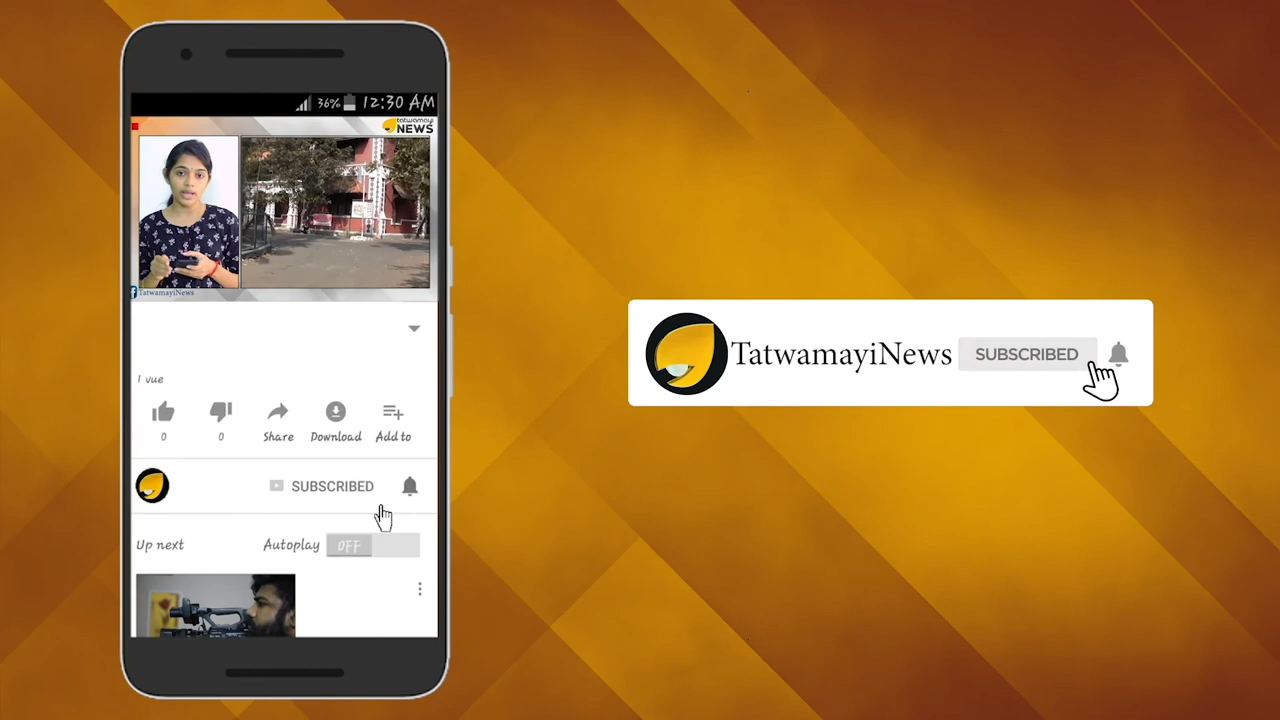 36% 12:30 AM
tatwamayi
NEWS
TatwamayiNews
1 vue
0 0 Share Download Add to
SUBSCRIBED
Up next Autoplay OFF
TatwamayiNews SUBSCRIBED